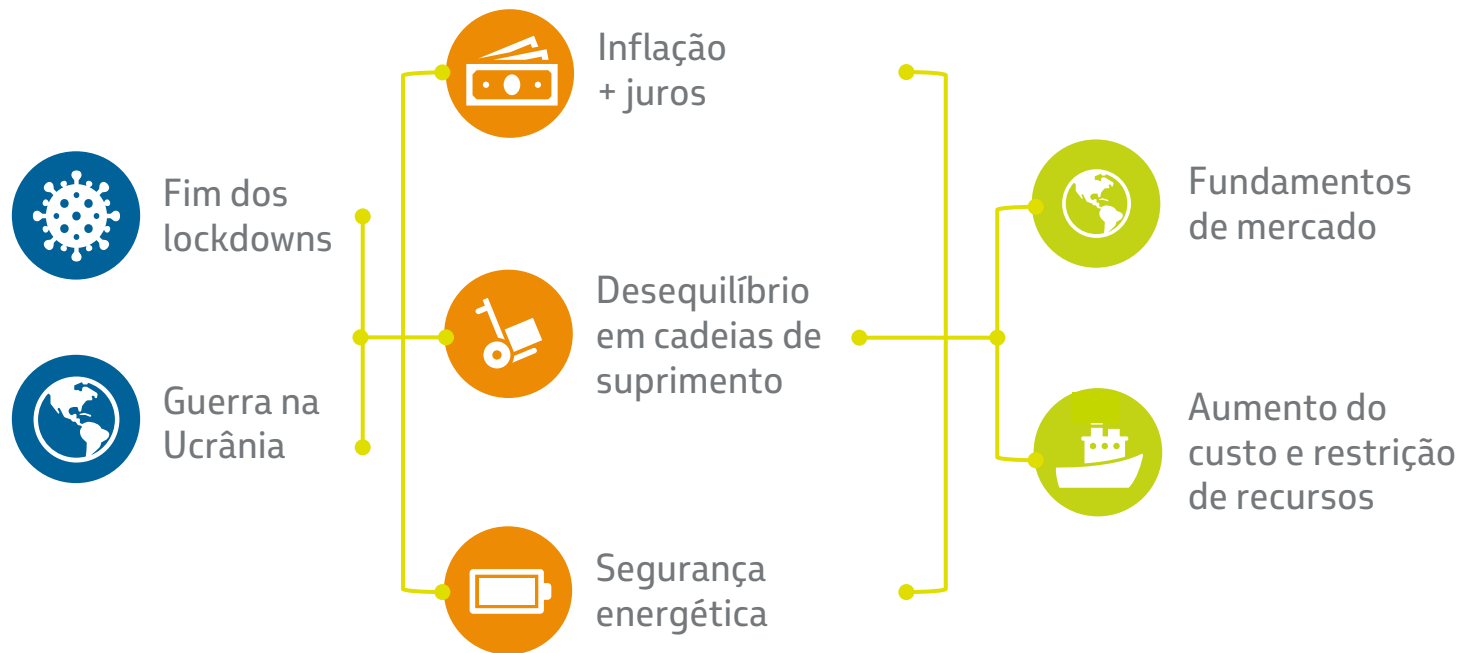 Fim dos
lockdowns
Guerra na
Ucrânia
Inflação
+ juros
Desequilíbrio
em cadeias de
suprimento
Segurança
energética
Fundamentos
de mercado
Aumento do
custo e restrição
de recursos